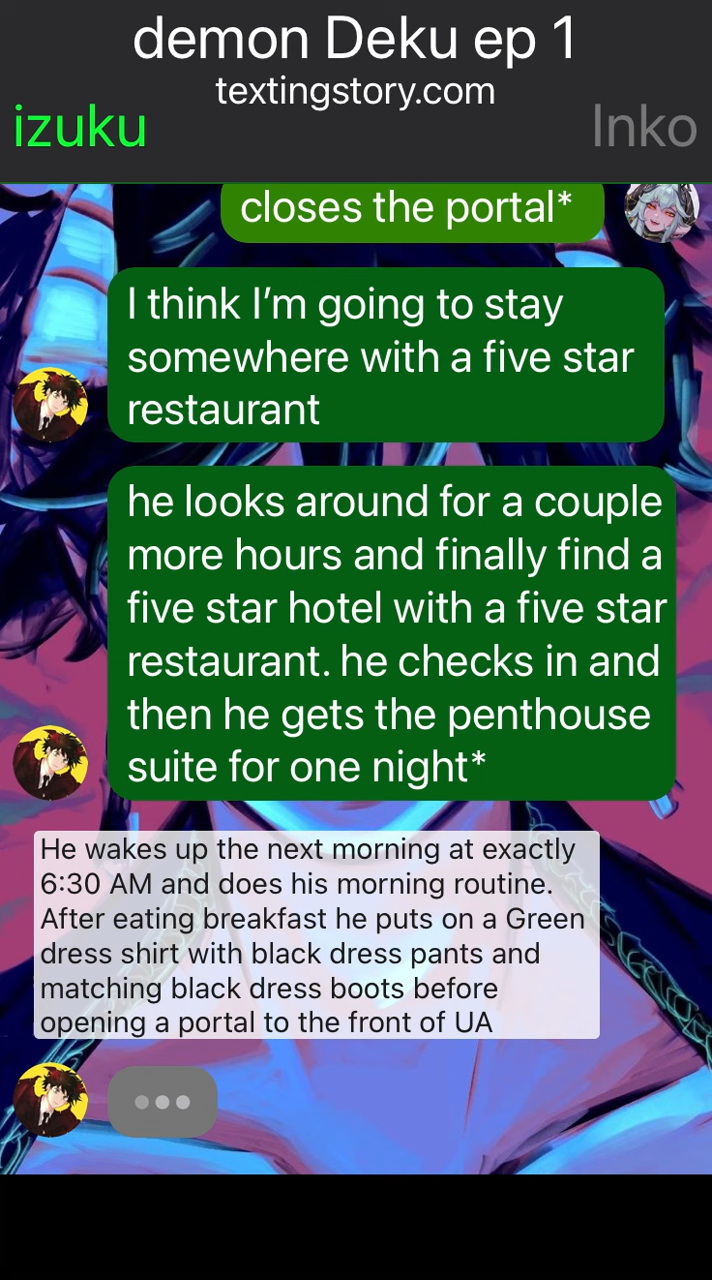 demon Deku ep 1
textingstory.com
izuku
Inko
closes the portal*
I think I’m going to stay
somewhere with a five star
restaurant
he looks around for a couple
more hours and finally find a
five star hotel with a five star
restaurant. he checks in and
then he gets the penthouse
suite for one night*
He wakes up the next morning at exactly
6:30 AM and does his morning routine.
After eating breakfast he puts on a Green
dress shirt with black dress pants and
matching black dress boots before
opening a portal to the front of UA